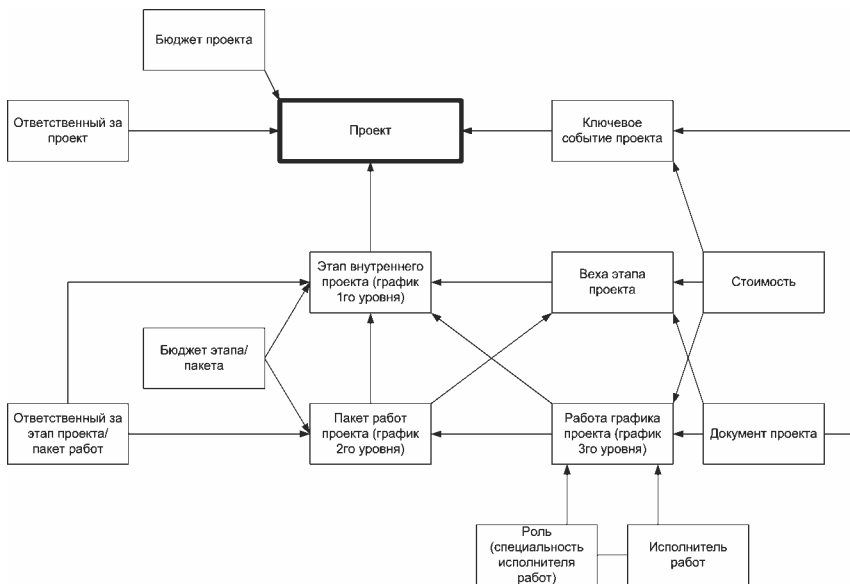 Бюджет проекта
Ответственный за
проект
Проект
Ключевое
событие проекта
Этап внутреннего
проекта (график
1го уровня)
Веха этапа
проекта
Стоимость
Бюджет этапа/
пакета
Ответственный за
этап проекта/
пакет работ
Пакет работ
проекта (график
2го уровня)
Работа графика
проекта (график
3го уровня)
Документ проекта
Роль
(специальность
исполнителя
работ)
Исполнитель
работ